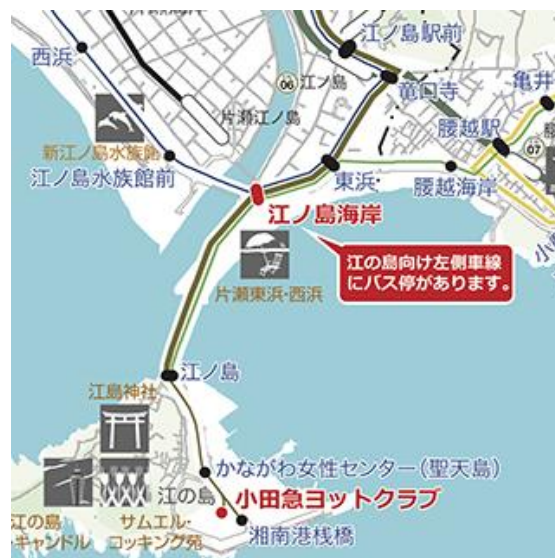 江ノ島駅前
西浜
06
江ノ島
竜口寺
亀井
片瀬江ノ島
腰越駅
07
新江ノ島水族館
江ノ島水族館前
東浜
腰越海岸
江ノ島海岸
江の島向け左側車線
にバス停があります。
片瀬東浜・西浜
江ノ島
江島神社
かながわ女性センター(聖天島)
江の島
小田急ヨットクラブ
江の島
・キャンドル
サムエル・
コッキング苑
湘南港桟橋